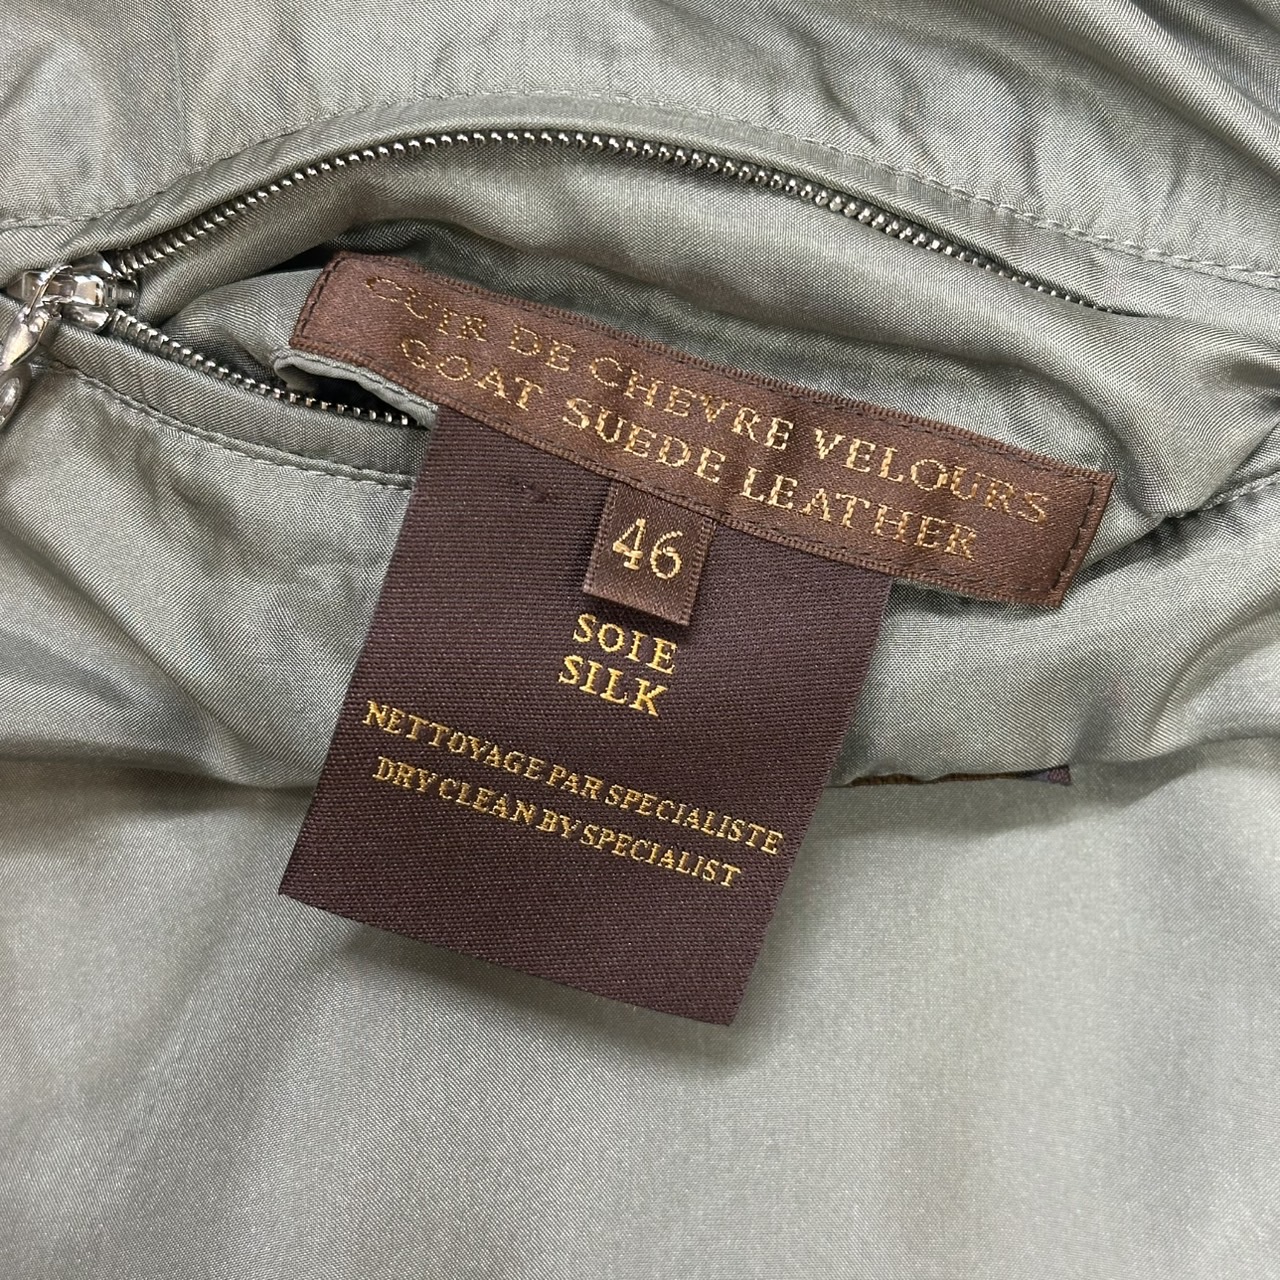 CUIR DE CHEVRE VELOURS
GOAT SUEDE LEATHER
46
SOIE
SILK
NETTOYAGE PAR SPECIALISTE
DRY CLEAN BY SPECIALIST